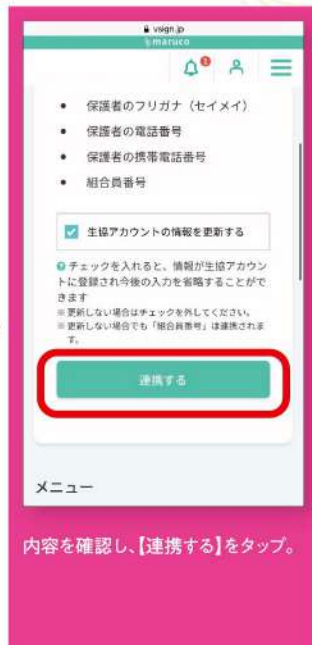 vsign.jp
maruco
1
保護者のフリガナ（セイメイ）
保護者の電話番号
保護者の携帯電話番号
組合員番号
生協アカウントの情報を更新する
チェックを入れると、情報が生協アカウン
トに登録され今後の入力を省略することがで
きます
※更新しない場合はチェックを外してください。
※更新しない場合でも「組合員番号」は連携されま
す。
連携する
メニュー
内容を確認し、【連携する】をタップ。